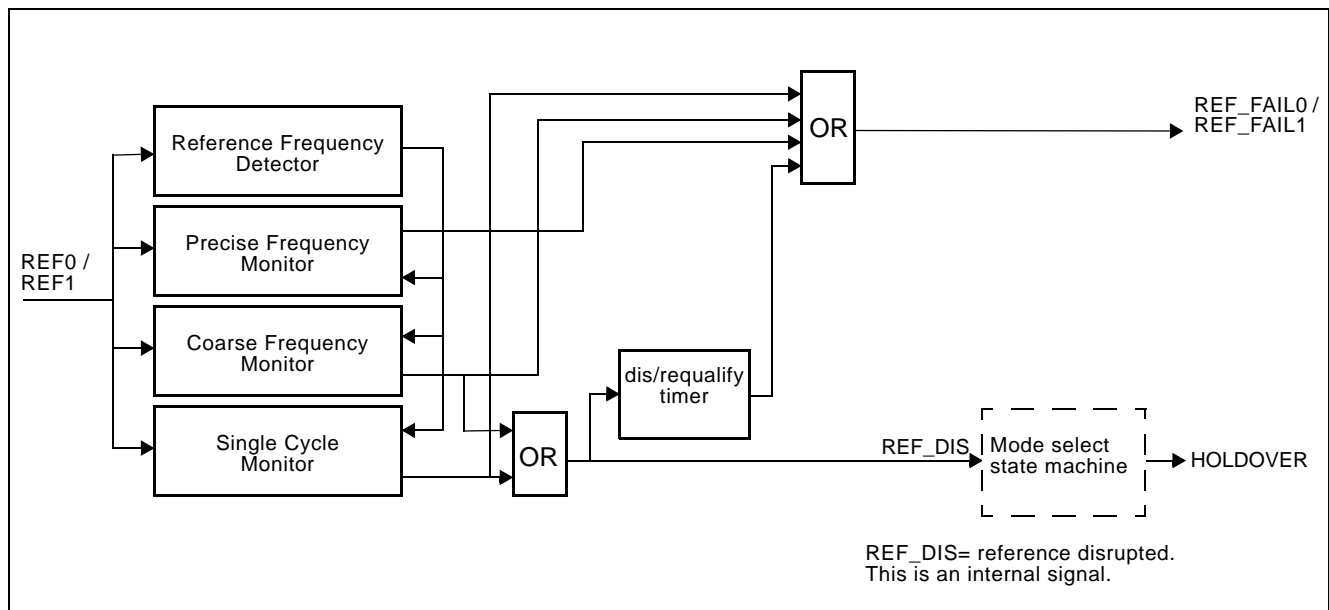 REF0 /
REF1
Reference Frequency
Detector
Precise Frequency
Monitor
Coarse Frequency
Monitor
Single Cycle
Monitor
OR
dis/requalify
timer
OR
REF_FAIL0 /
REF_FAIL1
REF_DIS
Mode select
state machine
HOLDOVER
REF_DIS= reference disrupted.
This is an internal signal.